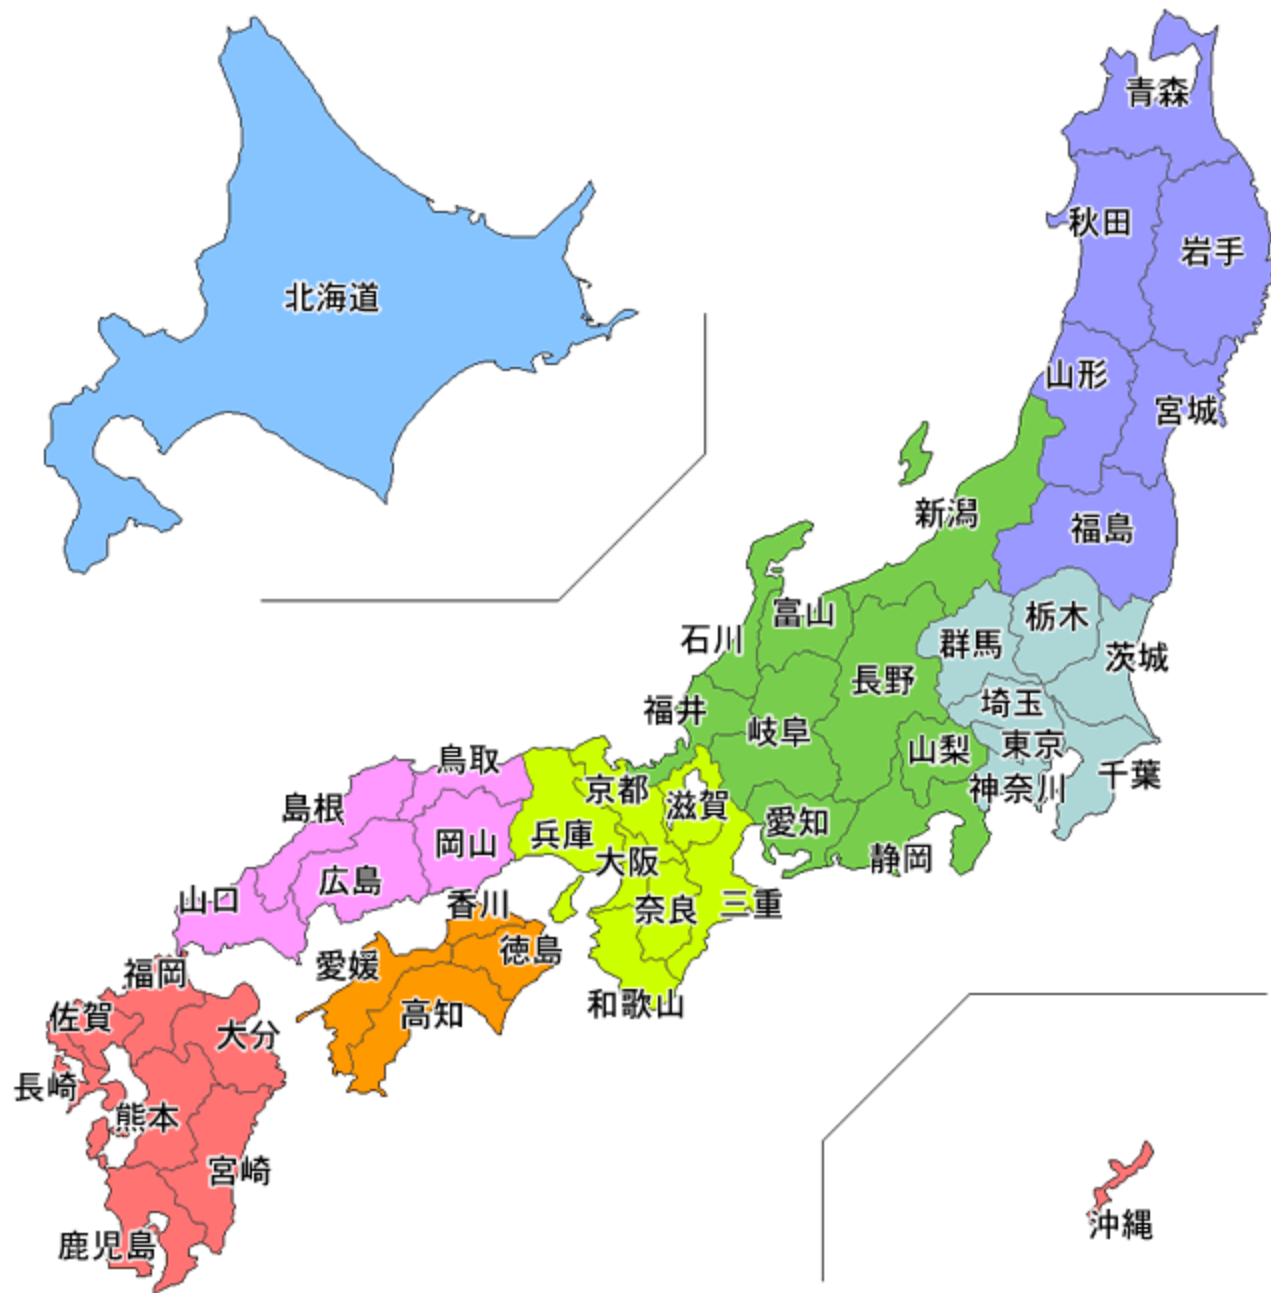 青森
秋田
岩手
北海道
山形
宮城
新潟
福島
富山
栃木
石川
群馬
茨城
長野
埼玉
福井
岐阜
東京
山梨
鳥取
千葉
神奈川
京都
滋賀
島根
愛知
兵庫
岡山
静岡
大阪
広島
山口
香川
奈良
三重
徳島
愛媛
福岡
和歌山
高知
佐賀
大分
長崎
熊本
宮崎
沖縄
鹿児島